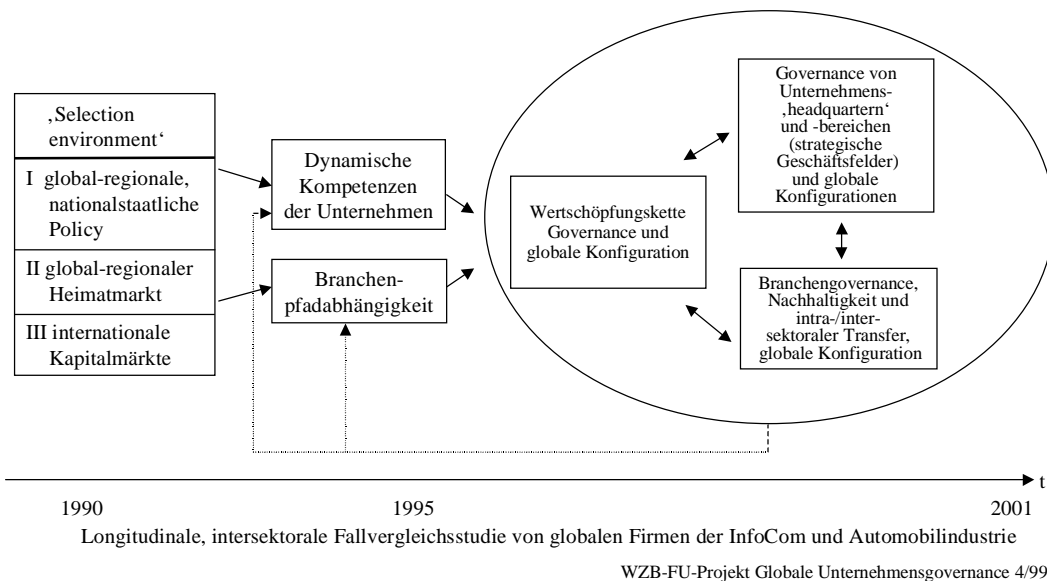 ‚Selection
environment‘
I global-regionale,
nationalstaatliche
Policy
II global-regionaler
Heimatmarkt
III internationale
Kapitalmärkte
Dynamische
Kompetenzen
der Unternehmen
Branchen-
pfadabhängigkeit
Wertschöpfungskette
Governance und
globale Konfiguration
Governance von
Unternehmens-
‚headquartern‘
und -bereichen
(strategische
Geschäftsfelder)
und globale
Konfigurationen
Branchengovernance,
Nachhaltigkeit und
intra-/inter-
sektoraler Transfer,
globale Konfiguration
t
1990
1995
2001
Longitudinale, intersektorale Fallvergleichsstudie von globalen Firmen der InfoCom und Automobilindustrie
WZB-FU-Projekt Globale Unternehmensgovernance 4/99